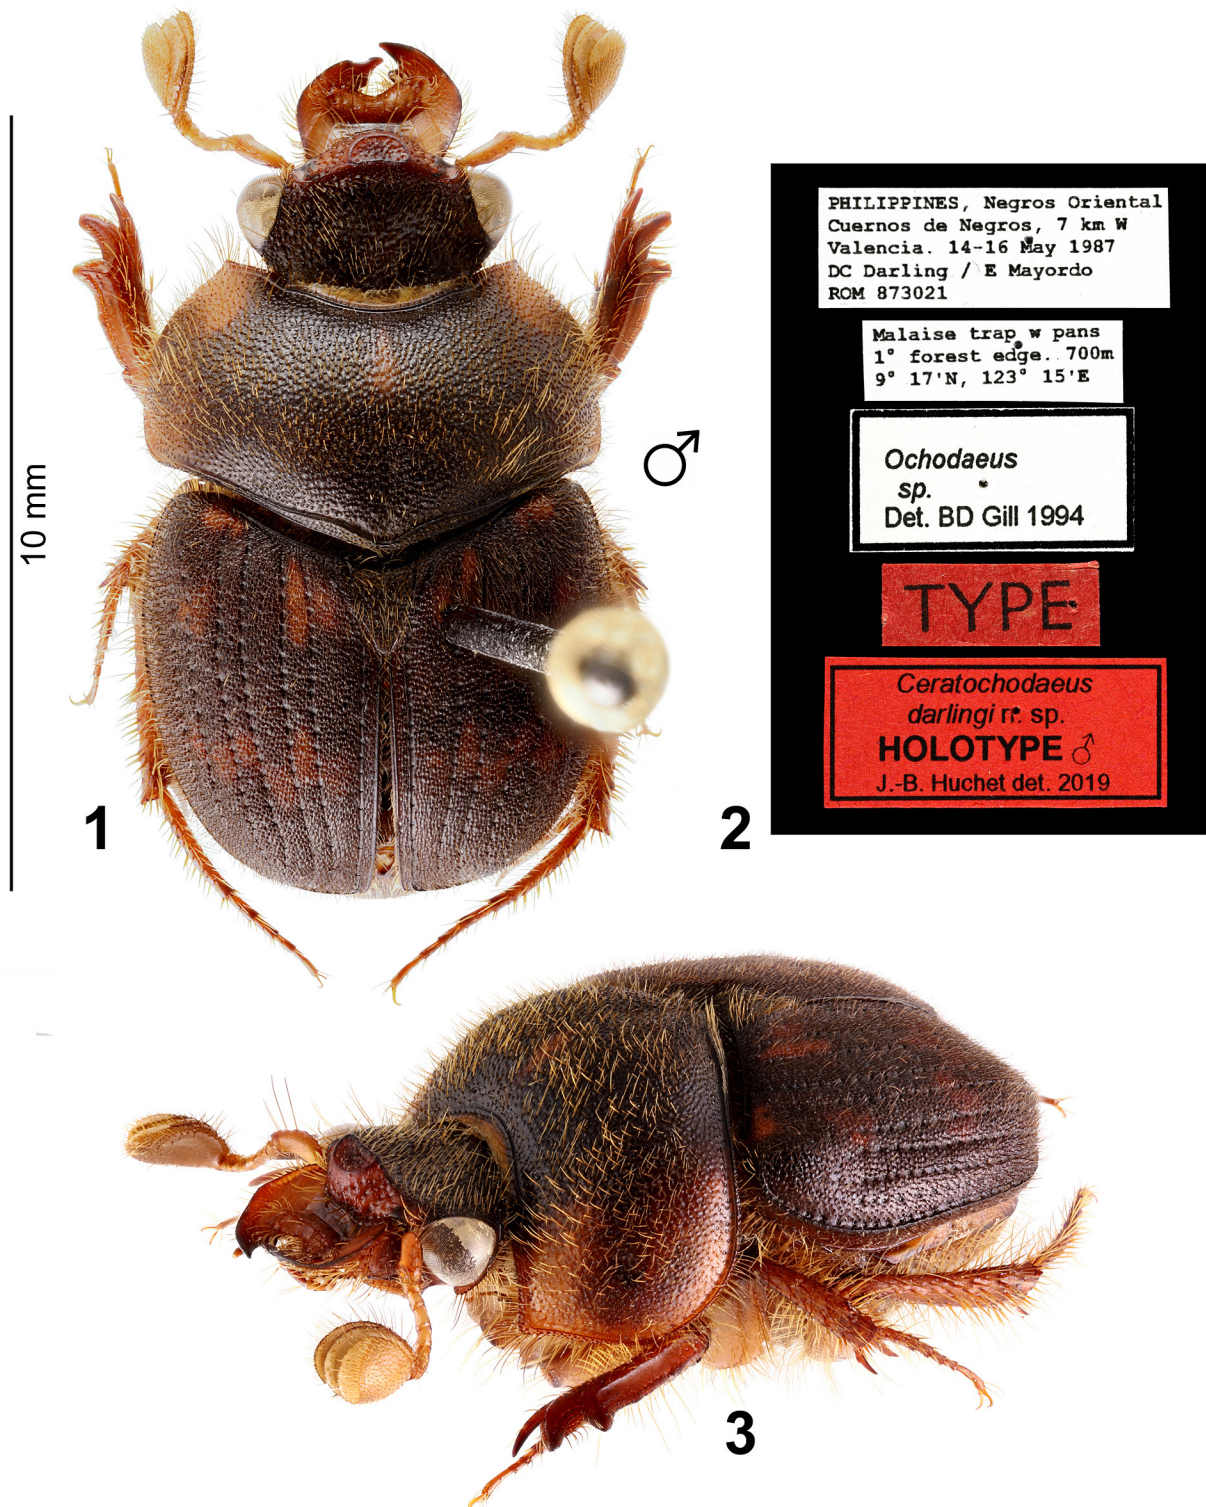 10 mm
♂
1
2
PHILIPPINES, Negros Oriental
Cuernos de Negros, 7 km W
Valencia. 14-16 May 1987
DC Darling / E Mayordo
ROM 873021
Malaise trap w pans
1° forest edge. 700m
9° 17'N, 123° 15'E
Ochodaeus
sp.
Det. BD Gill 1994
TYPE
Ceratochodaeus
darlingi n. sp.
HOLOTYPE ♂
J.-B. Huchet det. 2019
3